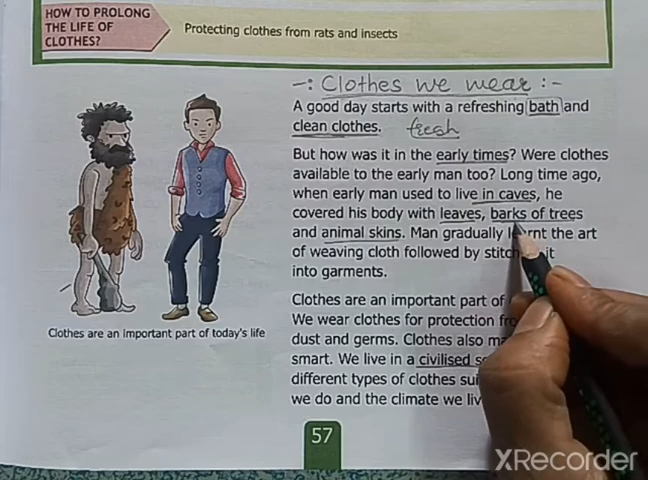 HOW TO PROLONG
THE LIFE OF
CLOTHES?
Protecting clothes from rats and insects
-: Clothes we wear :-
A good day starts with a refreshing bath and
clean clothes. fresh
But how was it in the early times? Were clothes
available to the early man too? Long time ago,
when early man used to live in caves, he
covered his body with leaves, barks of trees
and animal skins. Man gradually learnt the art
of weaving cloth followed by stitching it
into garments.
Clothes are an important part of
We wear clothes for protection
dust and germs. Clothes also
smart. We live in a civilised
different types of clothes
we do and the climate we
Clothes are an important part of today's life
57
XRecorder